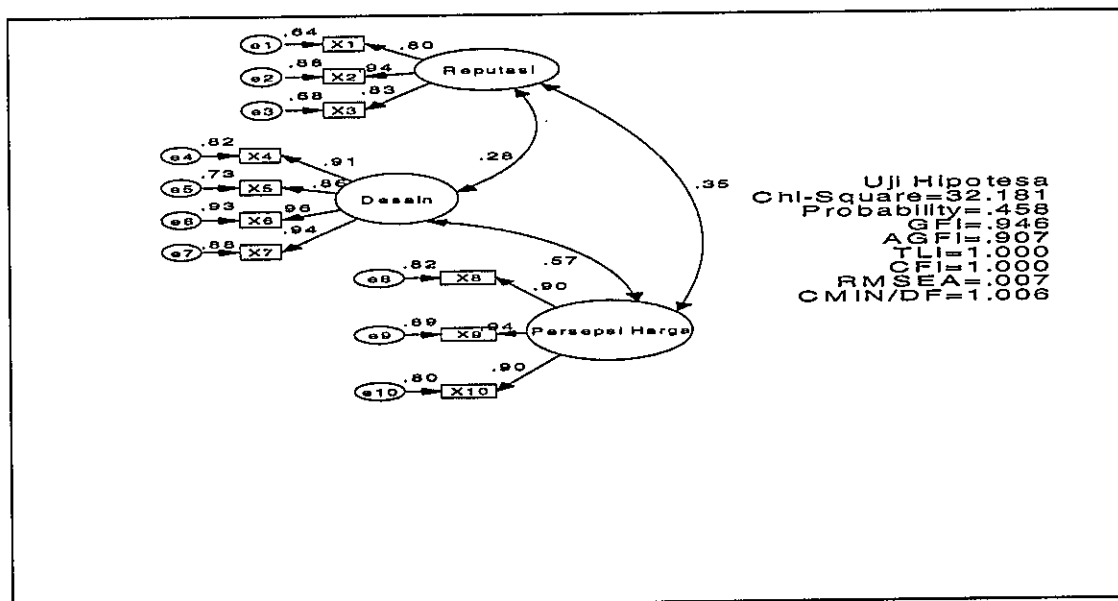 .64
e1 X1 .80
.88
e2 X2 .94 Reputasi
.68 .83
e3 X3
.82
e4 X4 .91
.28
.73
e5 X5 .86 Desain
.35
.93
e6 X6 .96
.88 .94
e7 X7
.57
.82
e8 X8 .90
.89
e9 X9 .94 Persepsi Harga
.80 .90
e10 X10
Uji Hipotesa
Chi-Square=32.181
Probability=.458
GFI=.946
AGFI=.907
TLI=1.000
CFI=1.000
RMSEA=.007
CMIN/DF=1.006